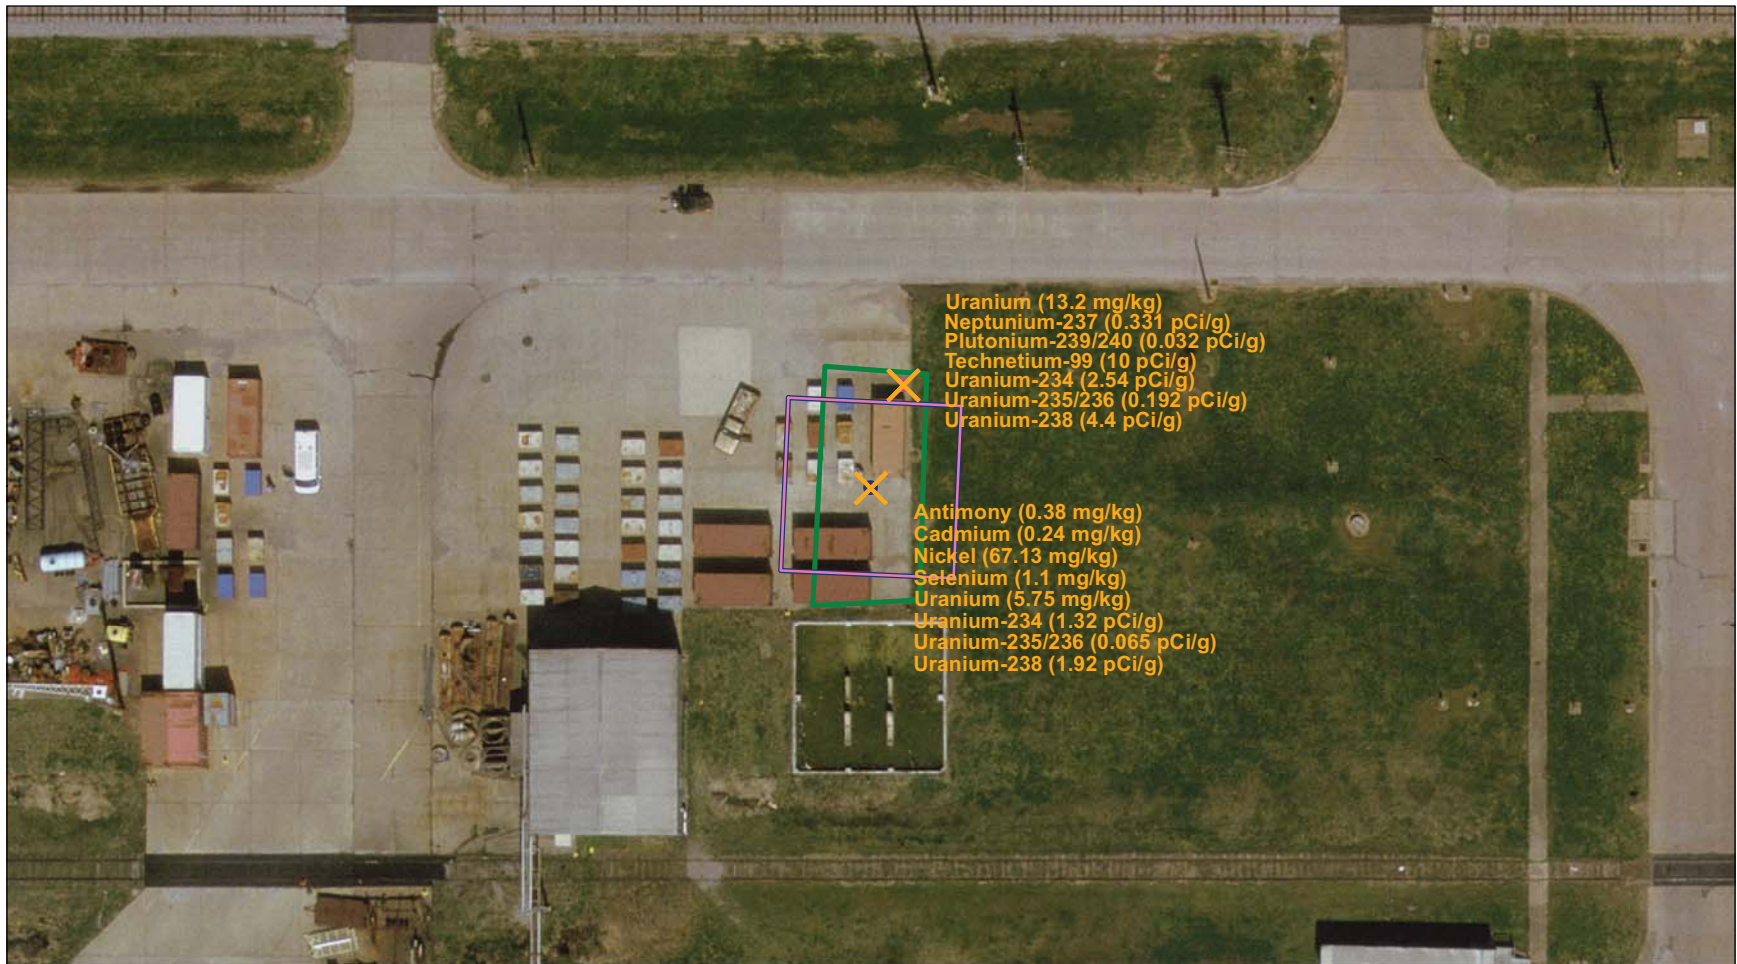 Uranium (13.2 mg/kg)
Neptunium-237 (0.331 pCi/g)
Plutonium-239/240 (0.032 pCi/g)
Technetium-99 (10 pCi/g)
Uranium-234 (2.54 pCi/g)
Uranium-235/236 (0.192 pCi/g)
Uranium-238 (4.4 pCi/g)
Antimony (0.38 mg/kg)
Cadmium (0.24 mg/kg)
Nickel (67.13 mg/kg)
Selenium (1.1 mg/kg)
Uranium (5.75 mg/kg)
Uranium-234 (1.32 pCi/g)
Uranium-235/236 (0.065 pCi/g)
Uranium-238 (1.92 pCi/g)